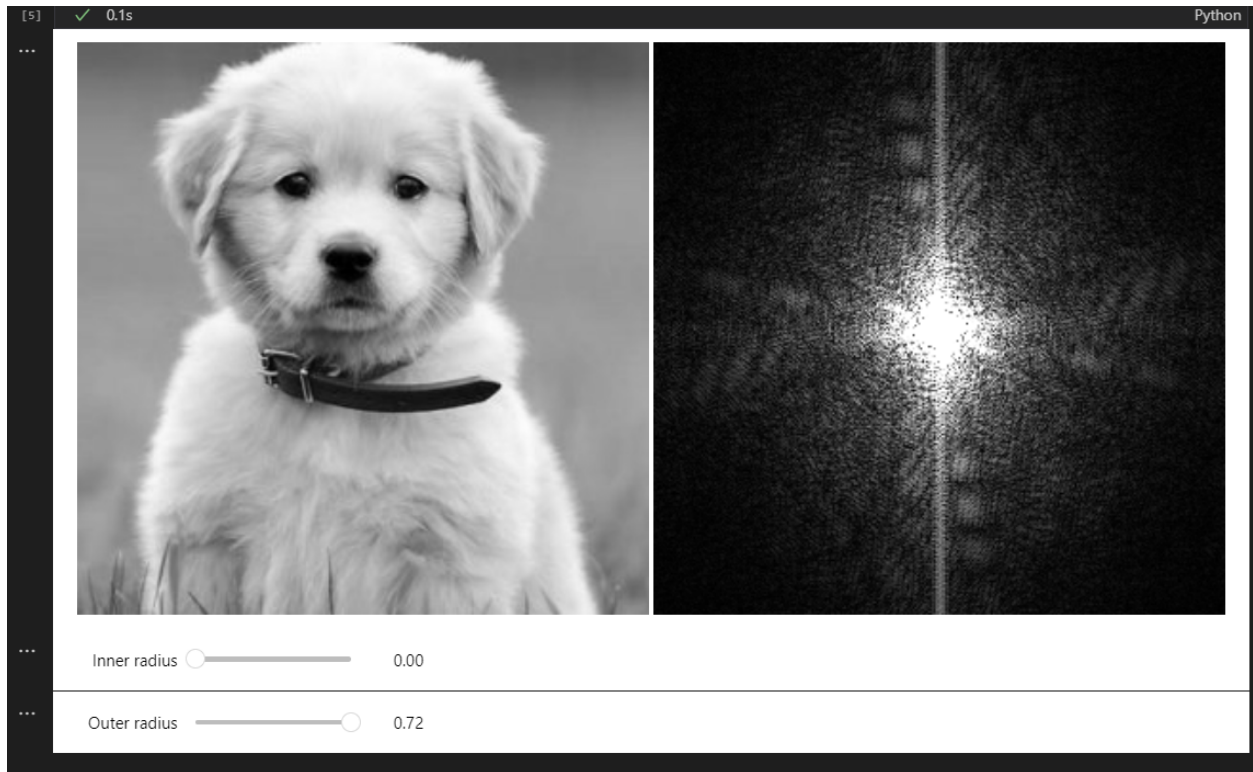 [5] ✓ 0.1s Python
...
...
Inner radius 0.00
...
Outer radius 0.72